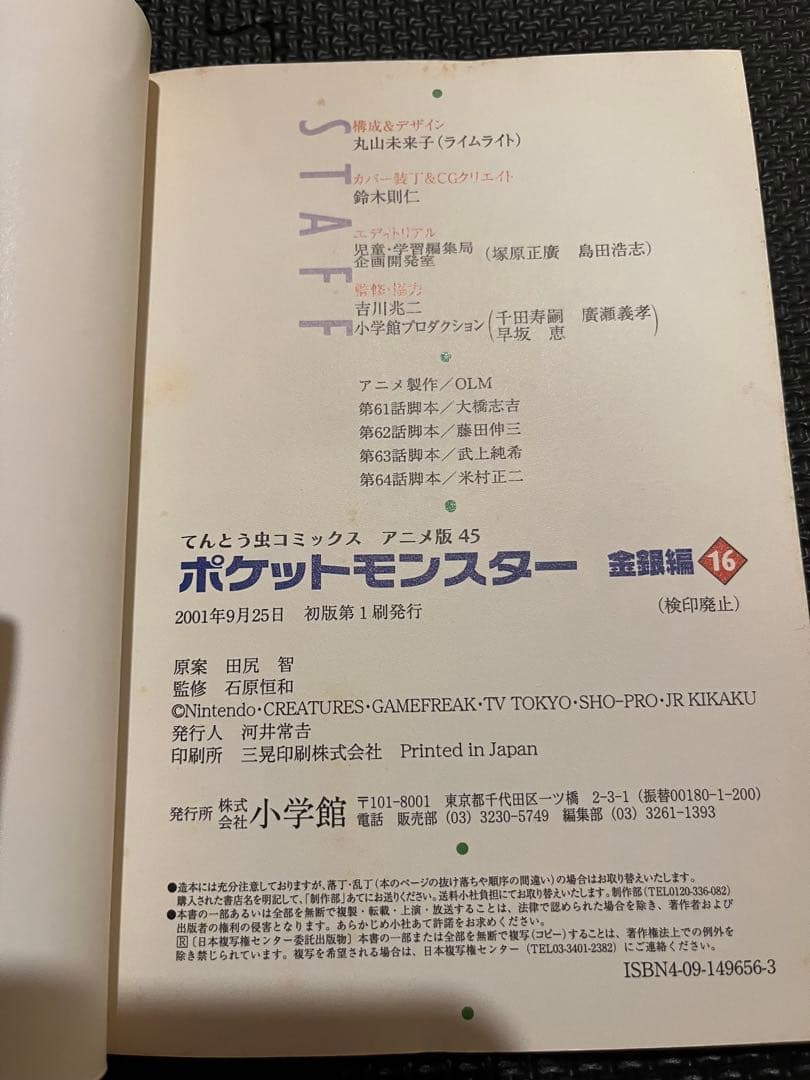 STAFF
構成&デザイン
丸山未来子(ライムライト)
カバー装丁&CGクリエイト
鈴木則仁
エディトリアル
児童・学習編集局
企画開発室
(塚原正廣 島田浩志)
監修・協力
吉川兆二
小学館プロダクション(千田寿嗣 廣瀬義孝
早坂 恵)
アニメ製作/OLM
第61話脚本/大橋志吉
第62話脚本/藤田伸三
第63話脚本/武上純希
第64話脚本/米村正二
てんとう虫コミックス アニメ版 45
ポケットモンスター 金銀編 16
2001年9月25日 初版第1刷発行 (検印廃止)
原案 田尻 智
監修 石原恒和
©Nintendo・CREATURES・GAMEFREAK・TV TOKYO・SHO-PRO・JR KIKAKU
発行人 河井常吉
印刷所 三晃印刷株式会社 Printed in Japan
発行所 株式会社 小学館 〒101-8001 東京都千代田区一ツ橋 2-3-1 (振替00180-1-200)
電話 販売部 (03) 3230-5749 編集部 (03) 3261-1393
●造本には充分注意しておりますが、落丁・乱丁(本のページの抜け落ちや順序の間違い)の場合はお取り替えいたします。
購入された書店名を明記して、「制作部」あてにお送りください。送料小社負担にてお取り替えいたします。制作部(TEL0120-336-082)
●本書の一部あるいは全部を無断で複製・転載・上演・放送することは、法律で認められた場合を除き、著作者および
出版者の権利の侵害となります。あらかじめ小社あて許諾をお求めください。
R[日本複写権センター委託出版物]本書の一部または全部を無断で複写(コピー)することは、著作権法上での例外を
除き禁じられています。複写を希望される場合は、日本複写権センター(TEL03-3401-2382)にご連絡ください。
ISBN4-09-149656-3